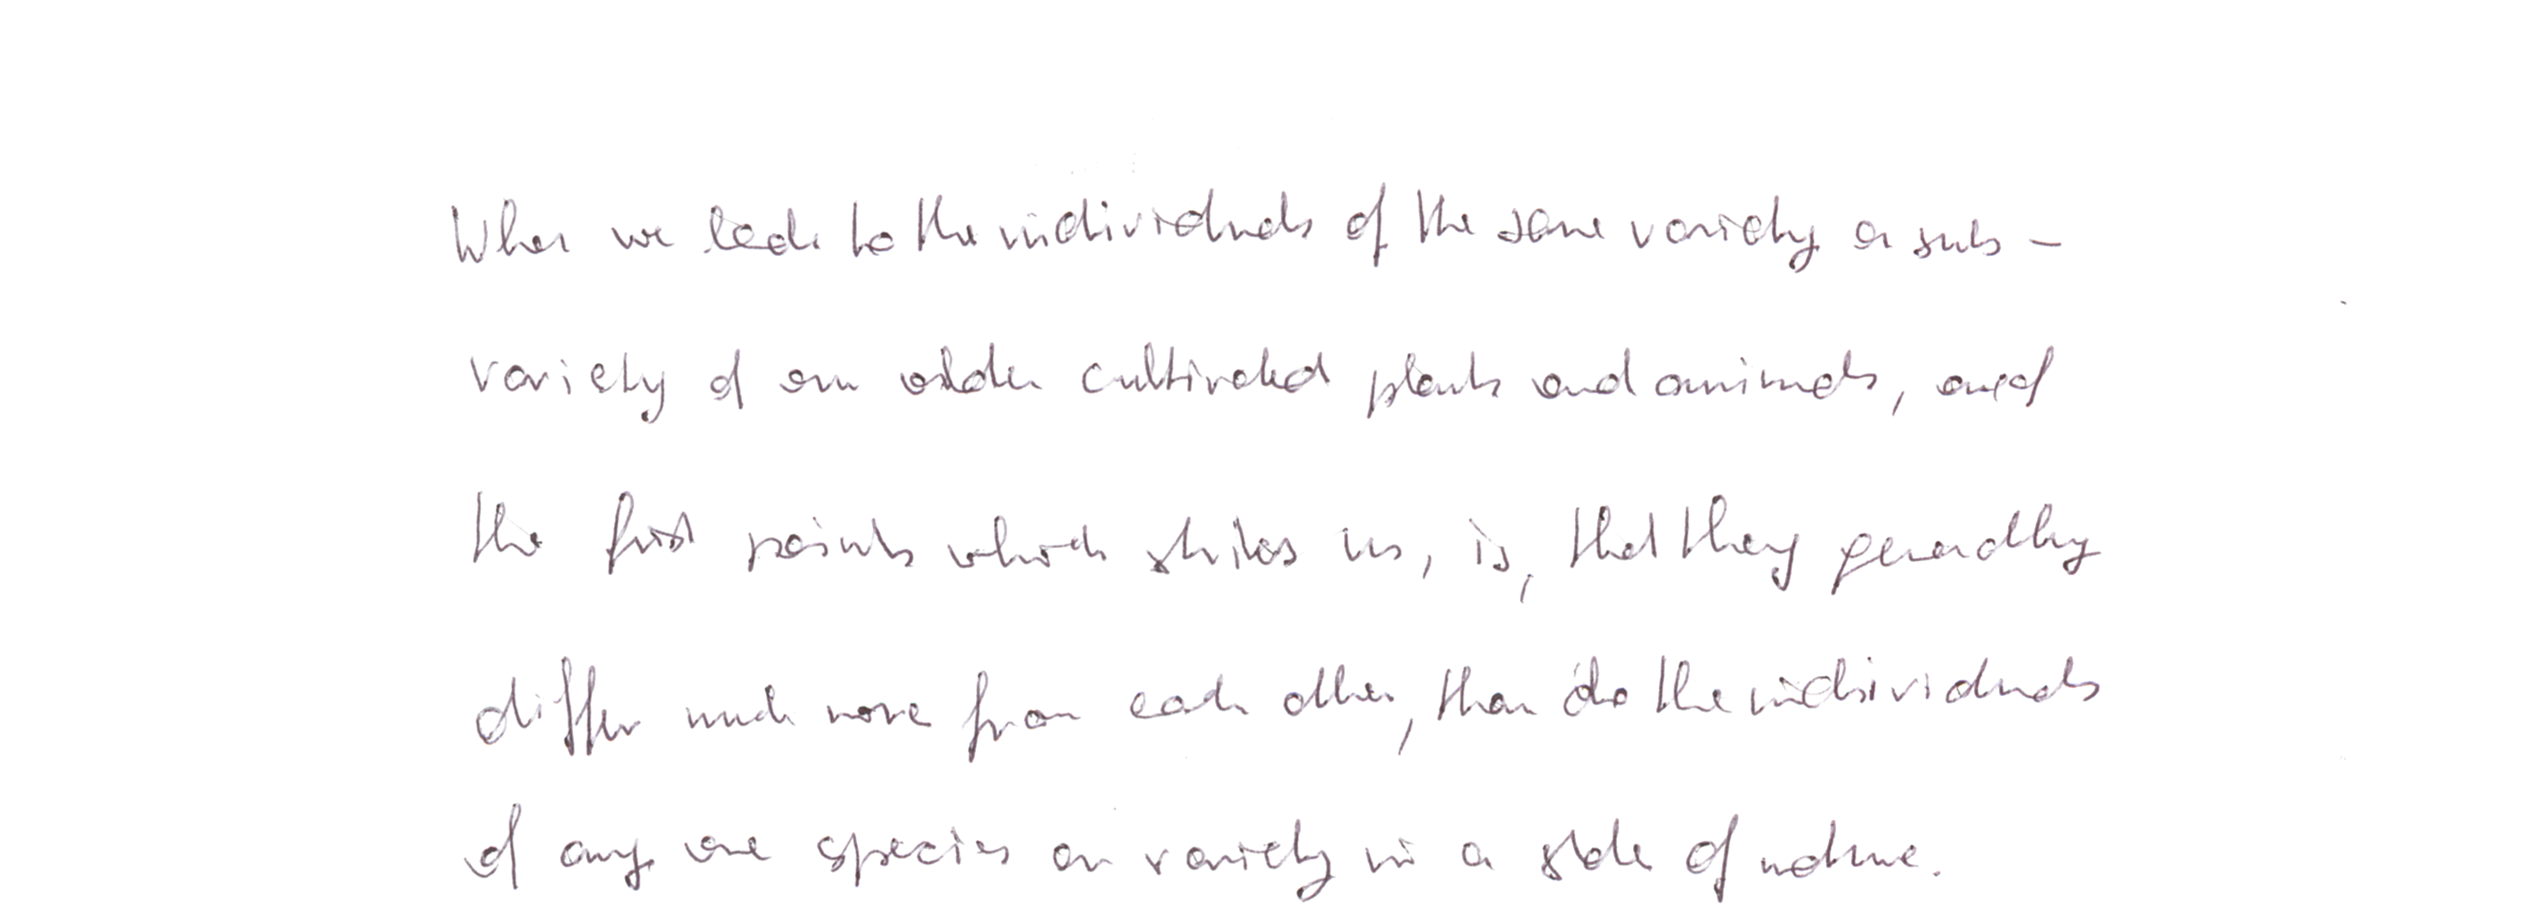 When we look to the individuals of the same variety or sub-
variety of our older cultivated plants and animals, one of
the first points which strikes us, is, that they generally
differ much more from each other, than do the individuals
of any one species or variety in a state of nature.